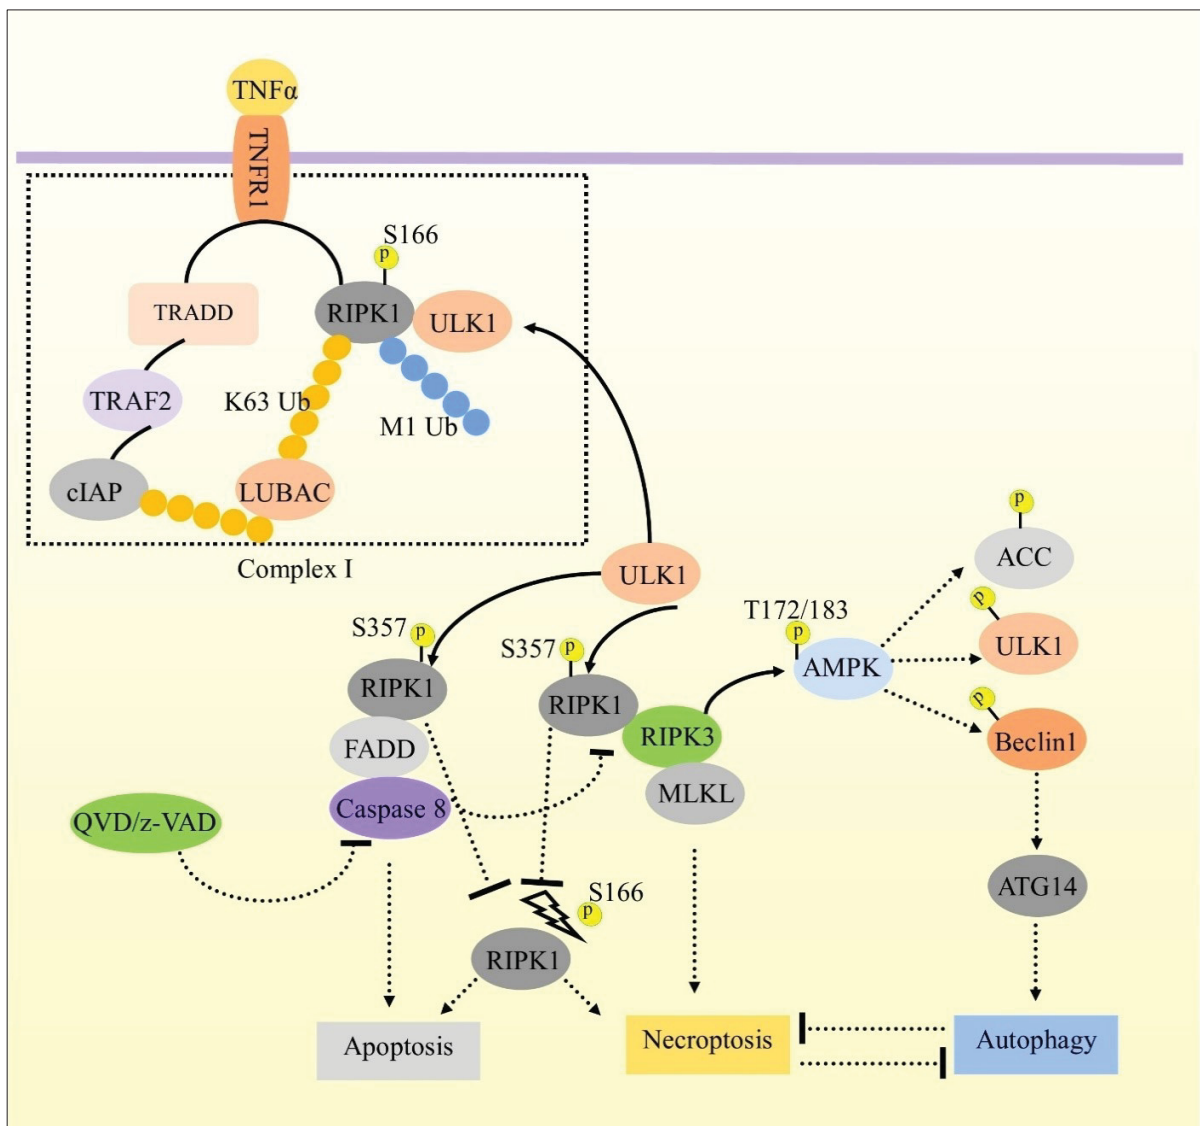 TNFα
TNFR1
S166
p
TRADD
RIPK1
ULK1
TRAF2
K63 Ub
M1 Ub
cIAP
LUBAC
Complex I
p
ACC
ULK1
T172/183
p
p
S357
p
S357
p
AMPK
ULK1
RIPK1
RIPK1
p
FADD
RIPK3
Beclin1
MLKL
Caspase 8
QVD/z-VAD
ATG14
S166
p
RIPK1
Apoptosis
Necroptosis
Autophagy